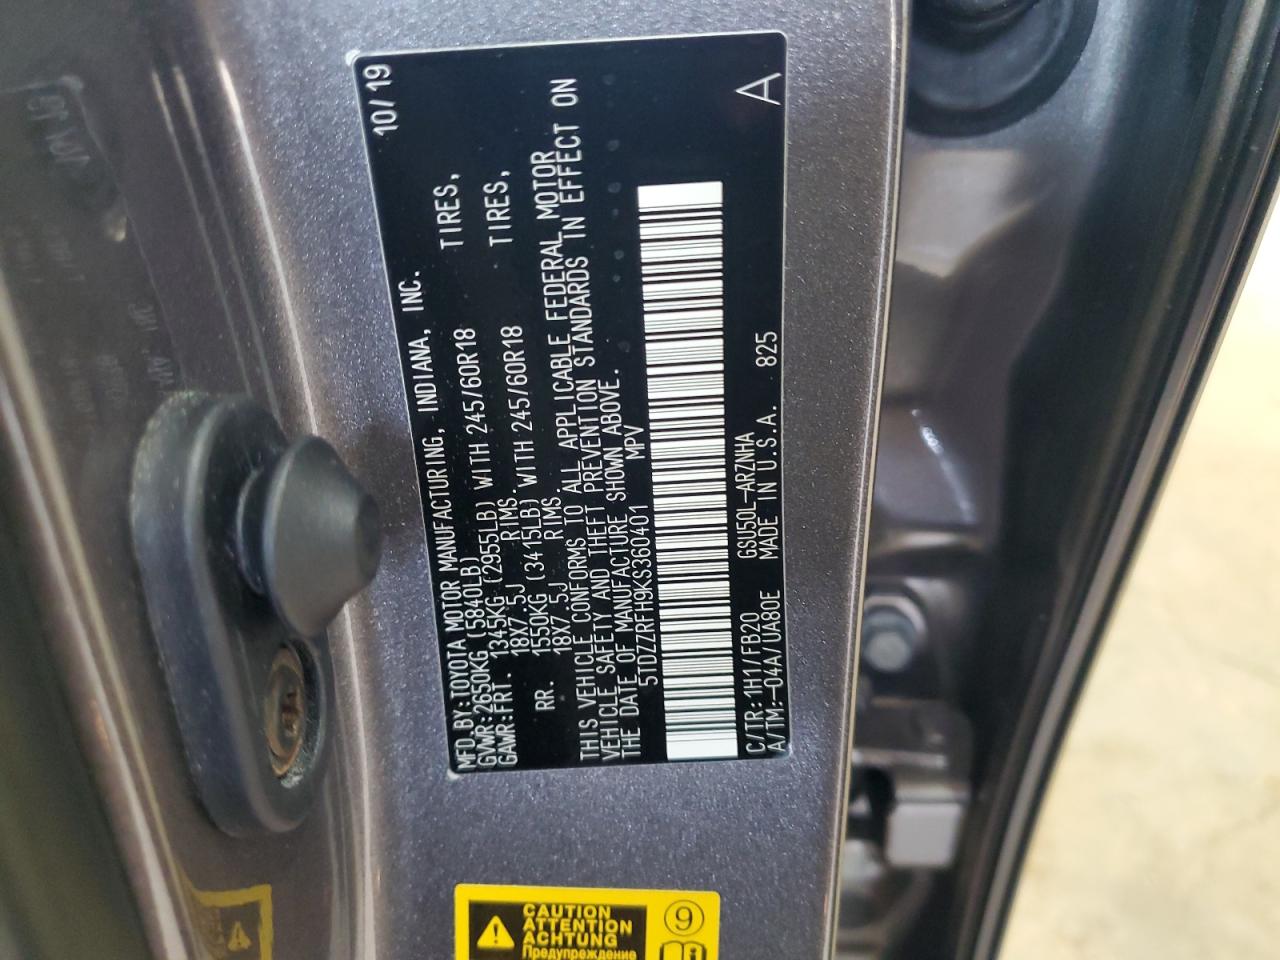 MFD.BY:TOYOTA MOTOR MANUFACTURING, INDIANA, INC. 10/19
GVWR:2650KG (5840LB)
GAWR:FRT. 1345KG (2955LB) WITH 245/60R18 TIRES,
18X7.5J RIMS.
RR. 1550KG (3415LB) WITH 245/60R18 TIRES,
18X7.5J RIMS.
THIS VEHICLE CONFORMS TO ALL APPLICABLE FEDERAL MOTOR
VEHICLE SAFETY AND THEFT PREVENTION STANDARDS IN EFFECT ON
THE DATE OF MANUFACTURE SHOWN ABOVE.
5TDZZRFH9KS360401 MPV
C/TR:1H1/FB20 GSU50L-ARZNHA
A/TM:-04A/UA80E MADE IN U.S.A. 825 A
CAUTION
ATTENTION
ACHTUNG
Предупреждение
9